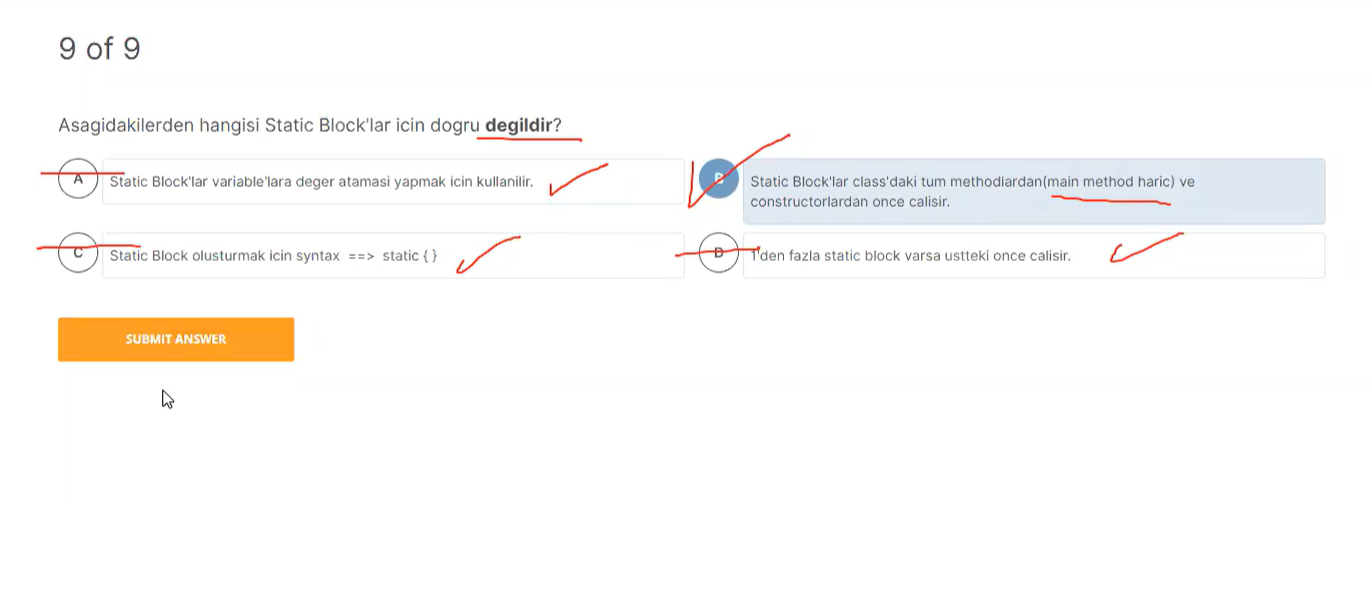 9 of 9
Asagidakilerden hangisi Static Block'lar icin dogru degildir?
A
Static Block'lar variable'lara deger atamasi yapmak icin kullanilir.
B
Static Block'lar class'daki tum methodlardan(main method haric) ve
constructorlardan once calisir.
C
Static Block olusturmak icin syntax ==> static { }
D
1'den fazla static block varsa ustteki once calisir.
SUBMIT ANSWER